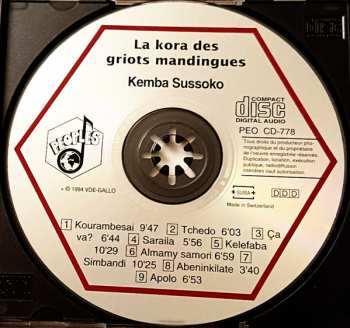 La kora des
griots mandingues
Kemba Sussoko
PEOPLES
COMPACT
disc
DIGITAL AUDIO
PEO CD-778
Tous droits du producteur pho-
nographique et du propriétaire
de l'oeuvre enregistrée réservés.
Duplication, location, exécution
publique, radiodiffusion
interdites sauf autorisation.
℗ © 1994 VDE-GALLO
SUISA DDD
Made in Switzerland
1 Kourambesai 9'47 2 Tchedo 6'03 3 Ça
va? 6'44 4 Saraiia 5'56 5 Kelefaba
10'29 6 Almamy samori 6'59 7
Simbandi 10'25 8 Abeninkilate 3'40
9 Apolo 6'53